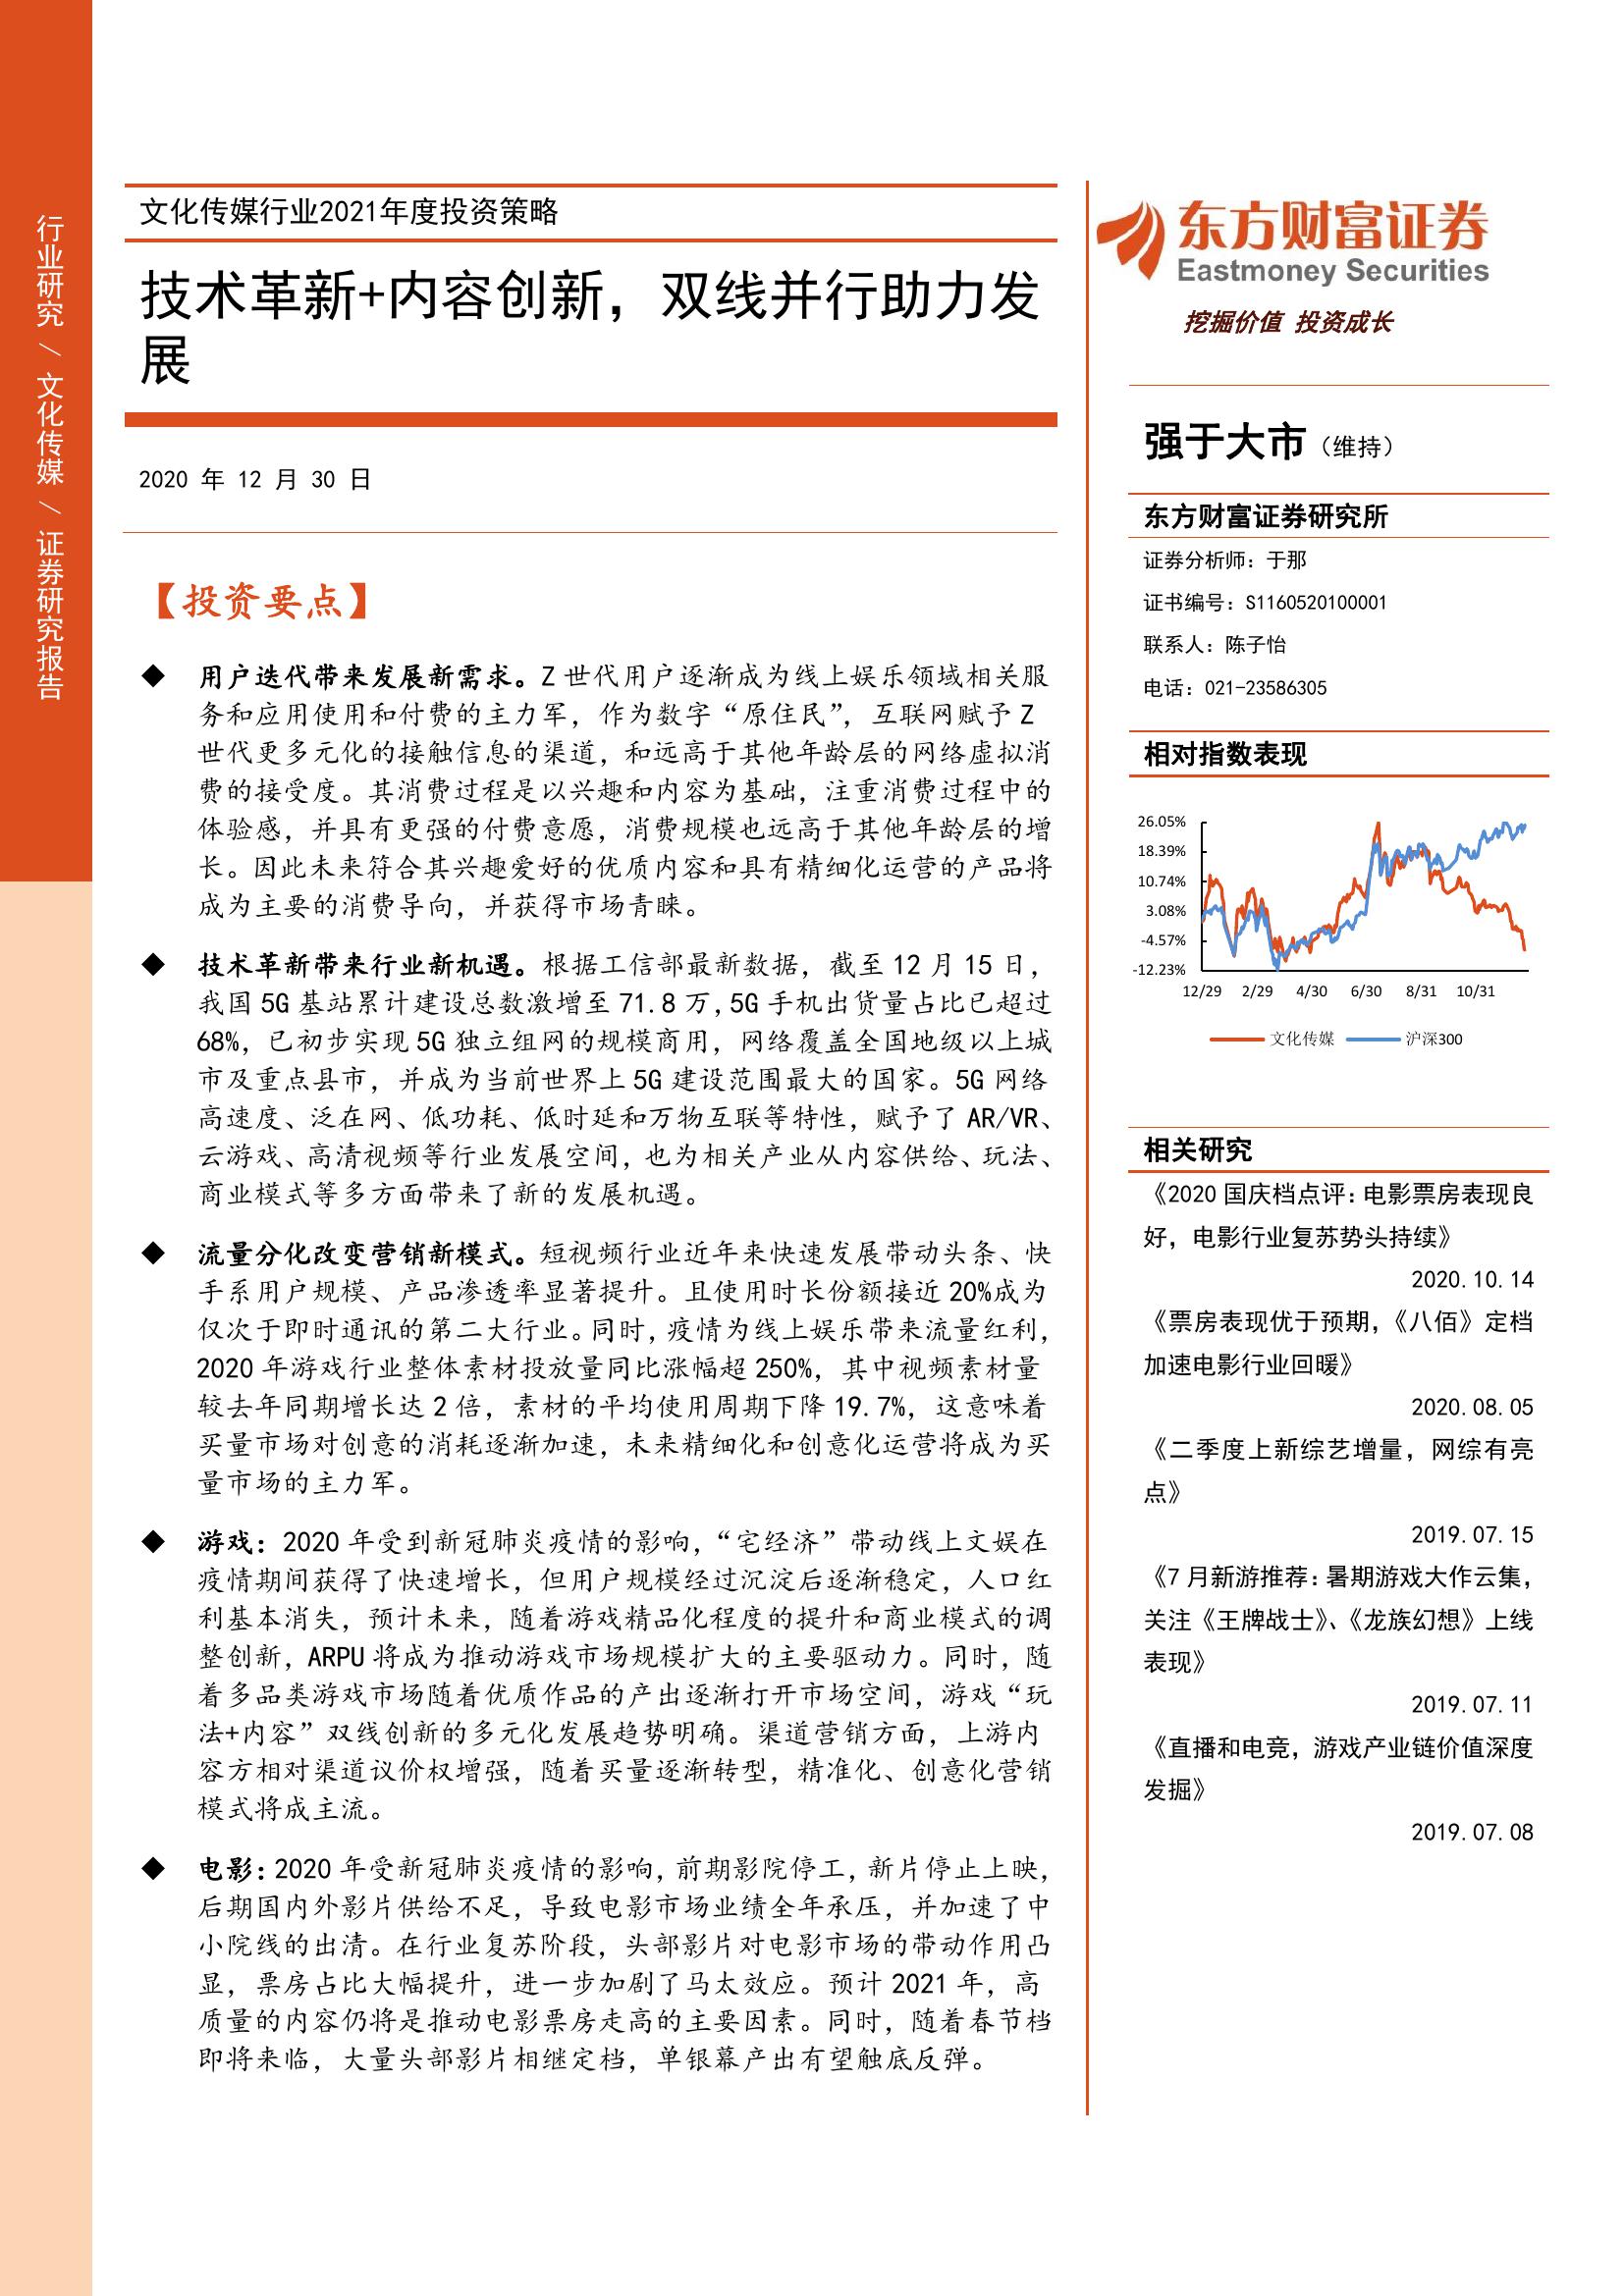 行业研究 / 文化传媒 / 证券研究报告
文化传媒行业2021年度投资策略
技术革新+内容创新，双线并行助力发
展
2020 年 12 月 30 日
【投资要点】
◆ 用户迭代带来发展新需求。Z 世代用户逐渐成为线上娱乐领域相关服
务和应用使用和付费的主力军，作为数字“原住民”，互联网赋予 Z
世代更多元化的接触信息的渠道，和远高于其他年龄层的网络虚拟消
费的接受度。其消费过程是以兴趣和内容为基础，注重消费过程中的
体验感，并具有更强的付费意愿，消费规模也远高于其他年龄层的增
长。因此未来符合其兴趣爱好的优质内容和具有精细化运营的产品将
成为主要的消费导向，并获得市场青睐。
◆ 技术革新带来行业新机遇。根据工信部最新数据，截至 12 月 15 日，
我国 5G 基站累计建设总数激增至 71.8 万，5G 手机出货量占比已超过
68%，已初步实现 5G 独立组网的规模商用，网络覆盖全国地级以上城
市及重点县市，并成为当前世界上 5G 建设范围最大的国家。5G 网络
高速度、泛在网、低功耗、低时延和万物互联等特性，赋予了 AR/VR、
云游戏、高清视频等行业发展空间，也为相关产业从内容供给、玩法、
商业模式等多方面带来了新的发展机遇。
◆ 流量分化改变营销新模式。短视频行业近年来快速发展带动头条、快
手系用户规模、产品渗透率显著提升。且使用时长份额接近 20%成为
仅次于即时通讯的第二大行业。同时，疫情为线上娱乐带来流量红利，
2020 年游戏行业整体素材投放量同比涨幅超 250%，其中视频素材量
较去年同期增长达 2 倍，素材的平均使用周期下降 19.7%，这意味着
买量市场对创意的消耗逐渐加速，未来精细化和创意化运营将成为买
量市场的主力军。
◆ 游戏：2020 年受到新冠肺炎疫情的影响，“宅经济”带动线上文娱在
疫情期间获得了快速增长，但用户规模经过沉淀后逐渐稳定，人口红
利基本消失，预计未来，随着游戏精品化程度的提升和商业模式的调
整创新，ARPU 将成为推动游戏市场规模扩大的主要驱动力。同时，随
着多品类游戏市场随着优质作品的产出逐渐打开市场空间，游戏“玩
法+内容”双线创新的多元化发展趋势明确。渠道营销方面，上游内
容方相对渠道议价权增强，随着买量逐渐转型，精准化、创意化营销
模式将成主流。
◆ 电影：2020 年受新冠肺炎疫情的影响，前期影院停工，新片停止上映，
后期国内外影片供给不足，导致电影市场业绩全年承压，并加速了中
小院线的出清。在行业复苏阶段，头部影片对电影市场的带动作用凸
显，票房占比大幅提升，进一步加剧了马太效应。预计 2021 年，高
质量的内容仍将是推动电影票房走高的主要因素。同时，随着春节档
即将来临，大量头部影片相继定档，单银幕产出有望触底反弹。
东方财富证券
Eastmoney Securities
挖掘价值 投资成长
强于大市（维持）
东方财富证券研究所
证券分析师：于那
证书编号：S1160520100001
联系人：陈子怡
电话：021-23586305
相对指数表现
26.05%
18.39%
10.74%
3.08%
-4.57%
-12.23%
12/29 2/29 4/30 6/30 8/31 10/31
文化传媒 沪深300
相关研究
《2020 国庆档点评：电影票房表现良
好，电影行业复苏势头持续》
2020.10.14
《票房表现优于预期，《八佰》定档
加速电影行业回暖》
2020.08.05
《二季度上新综艺增量，网综有亮
点》
2019.07.15
《7 月新游推荐：暑期游戏大作云集，
关注《王牌战士》、《龙族幻想》上线
表现》
2019.07.11
《直播和电竞，游戏产业链价值深度
发掘》
2019.07.08